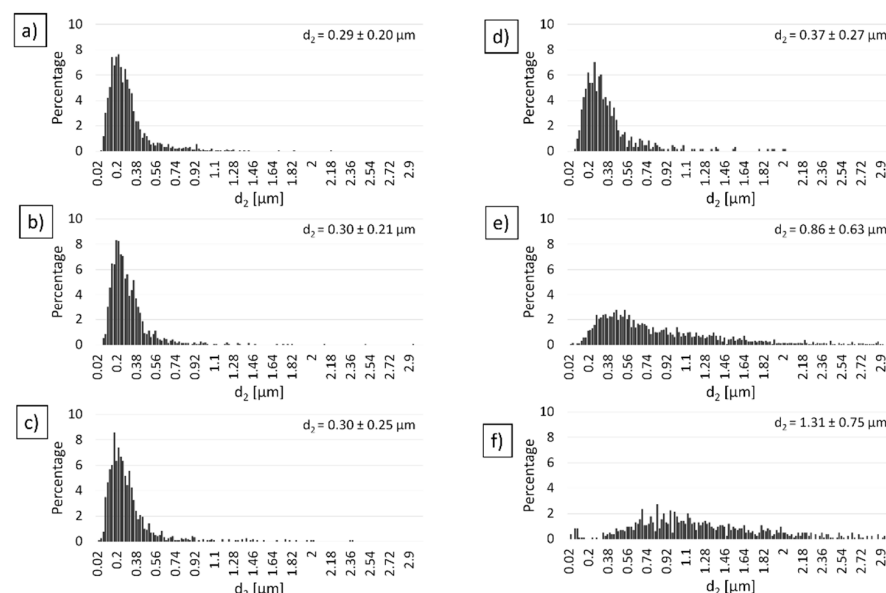 a)
d₂ = 0.29 ± 0.20 µm
Percentage
10
8
6
4
2
0
0.02 0.2 0.38 0.56 0.74 0.92 1.1 1.28 1.46 1.64 1.82 2 2.18 2.36 2.54 2.72 2.9
d₂ [µm]
b)
d₂ = 0.30 ± 0.21 µm
Percentage
10
8
6
4
2
0
0.02 0.2 0.38 0.56 0.74 0.92 1.1 1.28 1.46 1.64 1.82 2 2.18 2.36 2.54 2.72 2.9
d₂ [µm]
c)
d₂ = 0.30 ± 0.25 µm
Percentage
10
8
6
4
2
0
0.02 0.2 0.38 0.56 0.74 0.92 1.1 1.28 1.46 1.64 1.82 2 2.18 2.36 2.54 2.72 2.9
d₂ [µm]
d)
d₂ = 0.37 ± 0.27 µm
Percentage
10
8
6
4
2
0
0.02 0.2 0.38 0.56 0.74 0.92 1.1 1.28 1.46 1.64 1.82 2 2.18 2.36 2.54 2.72 2.9
d₂ [µm]
e)
d₂ = 0.86 ± 0.63 µm
Percentage
10
8
6
4
2
0
0.02 0.2 0.38 0.56 0.74 0.92 1.1 1.28 1.46 1.64 1.82 2 2.18 2.36 2.54 2.72 2.9
d₂ [µm]
f)
d₂ = 1.31 ± 0.75 µm
Percentage
10
8
6
4
2
0
0.02 0.2 0.38 0.56 0.74 0.92 1.1 1.28 1.46 1.64 1.82 2 2.18 2.36 2.54 2.72 2.9
d₂ [µm]